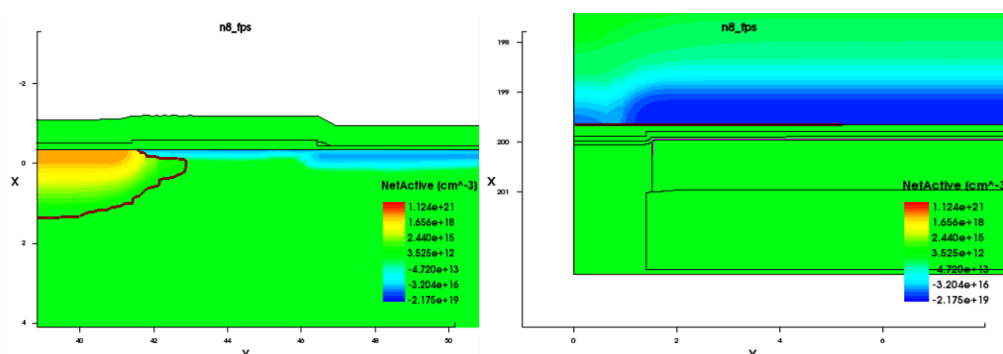 n8_fps
-2
0
2
4
X
40
42
44
46
48
50
Y
NetActive (cm^-3)
1.124e+21
1.656e+18
2.440e+15
3.525e+12
-4.720e+13
-3.204e+16
-2.175e+19
n8_fps
198
199
200
201
X
0
2
4
6
Y
NetActive (cm^-3
1.124e+21
1.656e+18
2.440e+15
3.525e+12
-4.720e+13
-3.204e+16
-2.175e+19